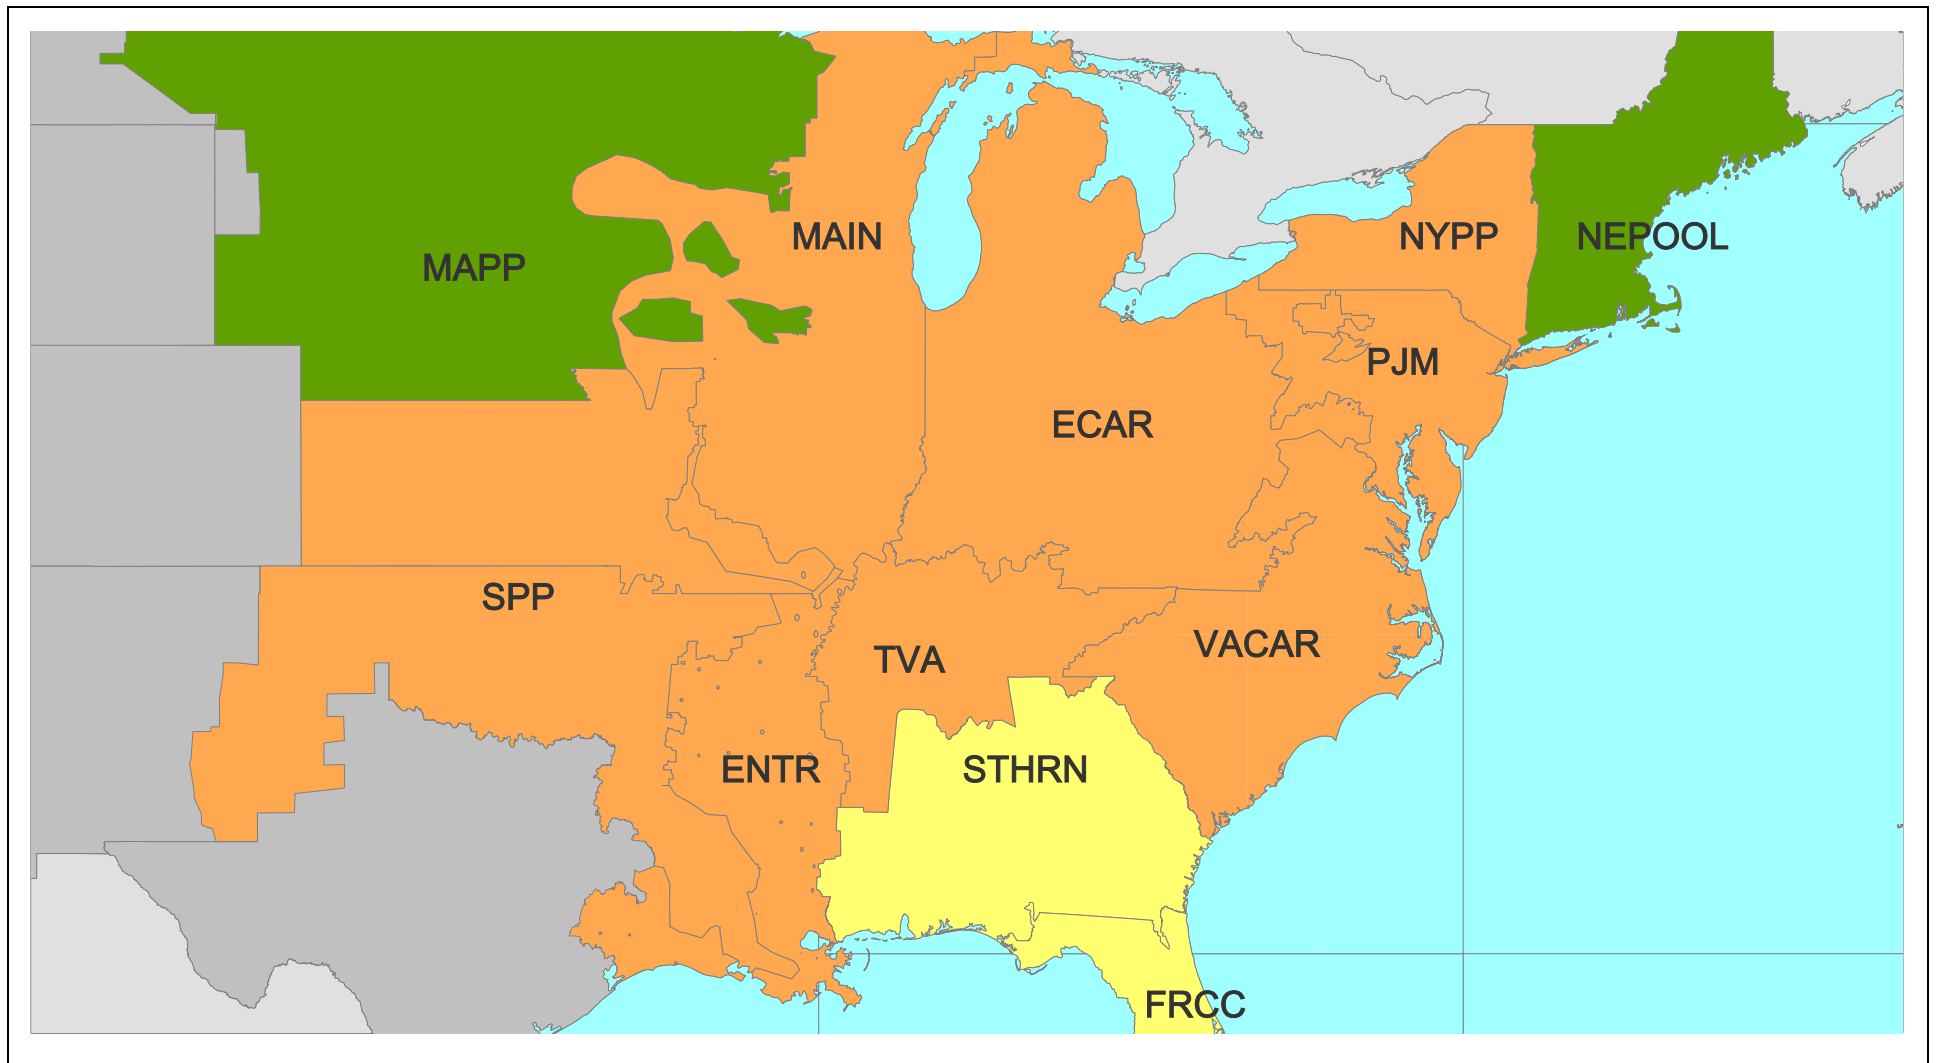 MAIN
NYPP
NEPOOL
MAPP
PJM
ECAR
SPP
VACAR
TVA
ENTR
STHRN
FRCC